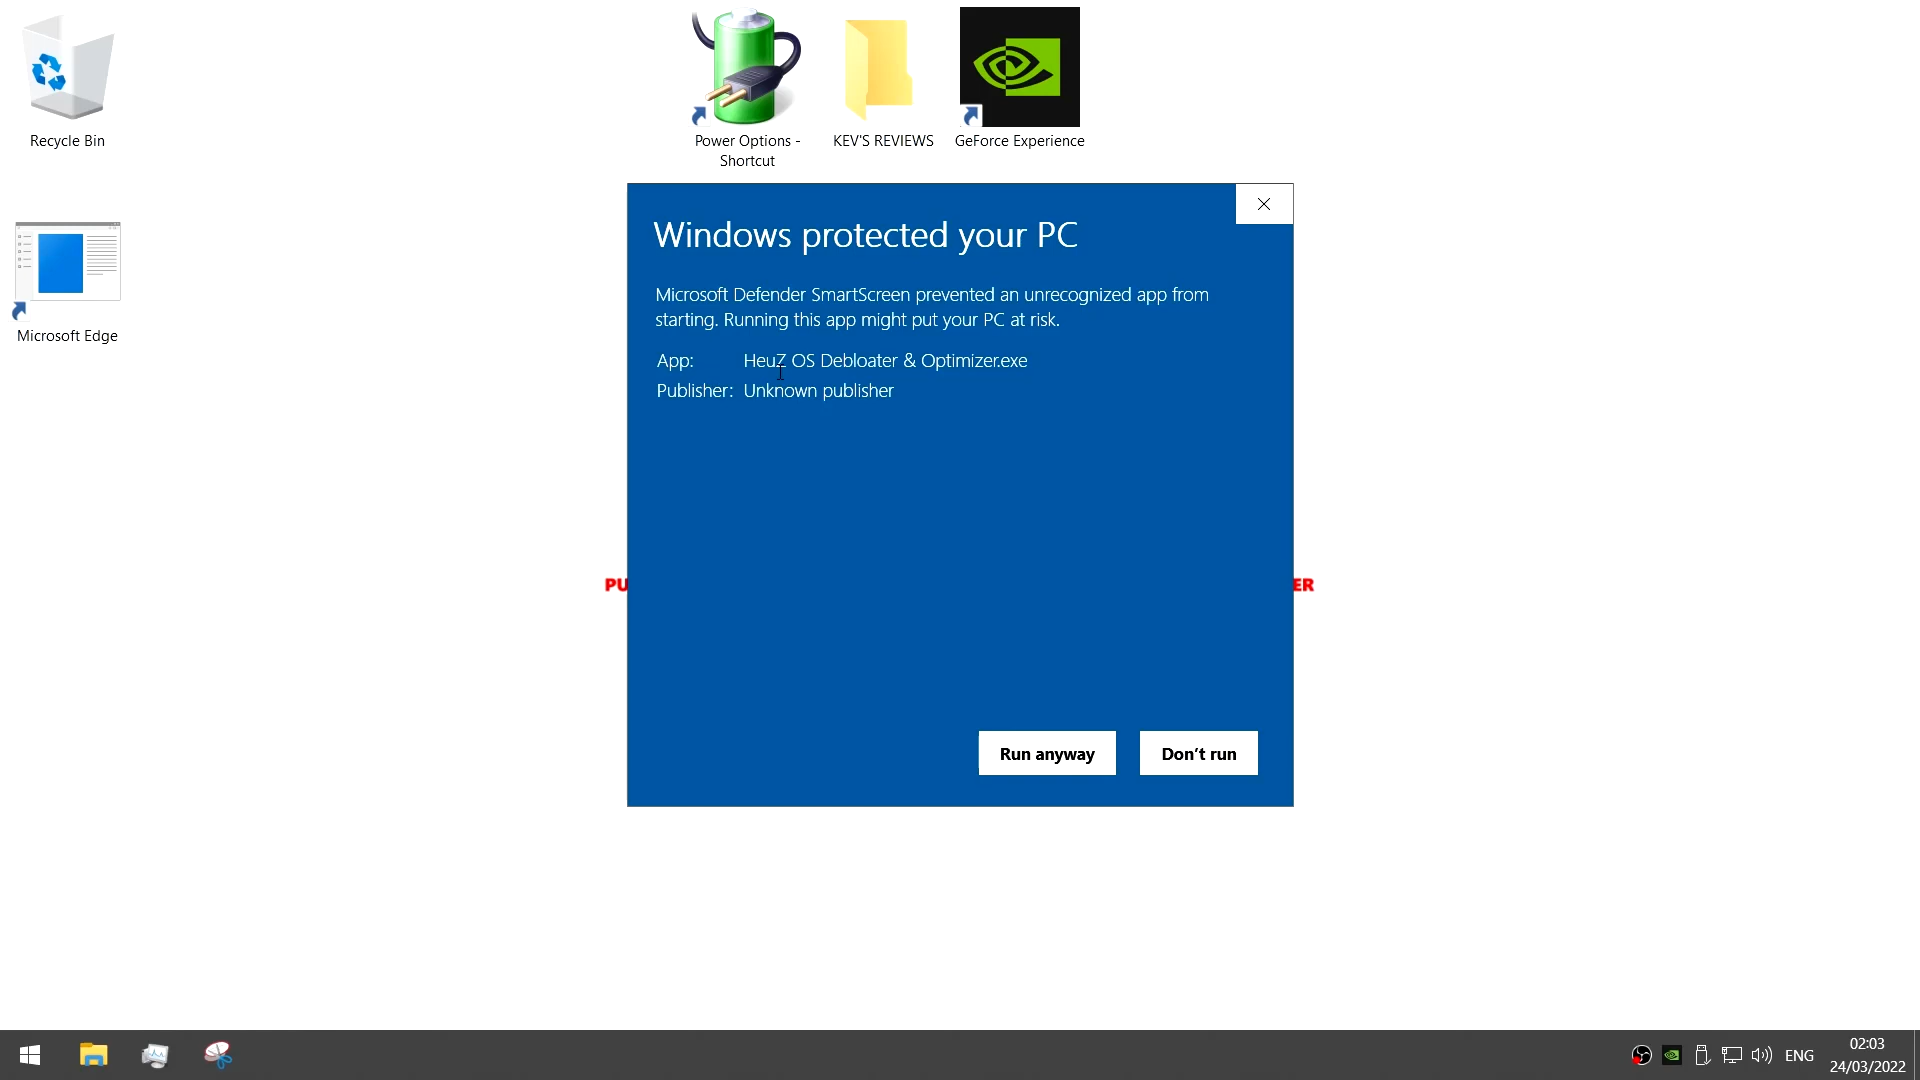 Recycle Bin
Power Options -
Shortcut
KEV'S REVIEWS
GeForce Experience
Microsoft Edge
Windows protected your PC
Microsoft Defender SmartScreen prevented an unrecognized app from
starting. Running this app might put your PC at risk.
App: HeuZ OS Debloater & Optimizer.exe
Publisher: Unknown publisher
PU
ER
Run anyway
Don't run
ENG
02:03
24/03/2022